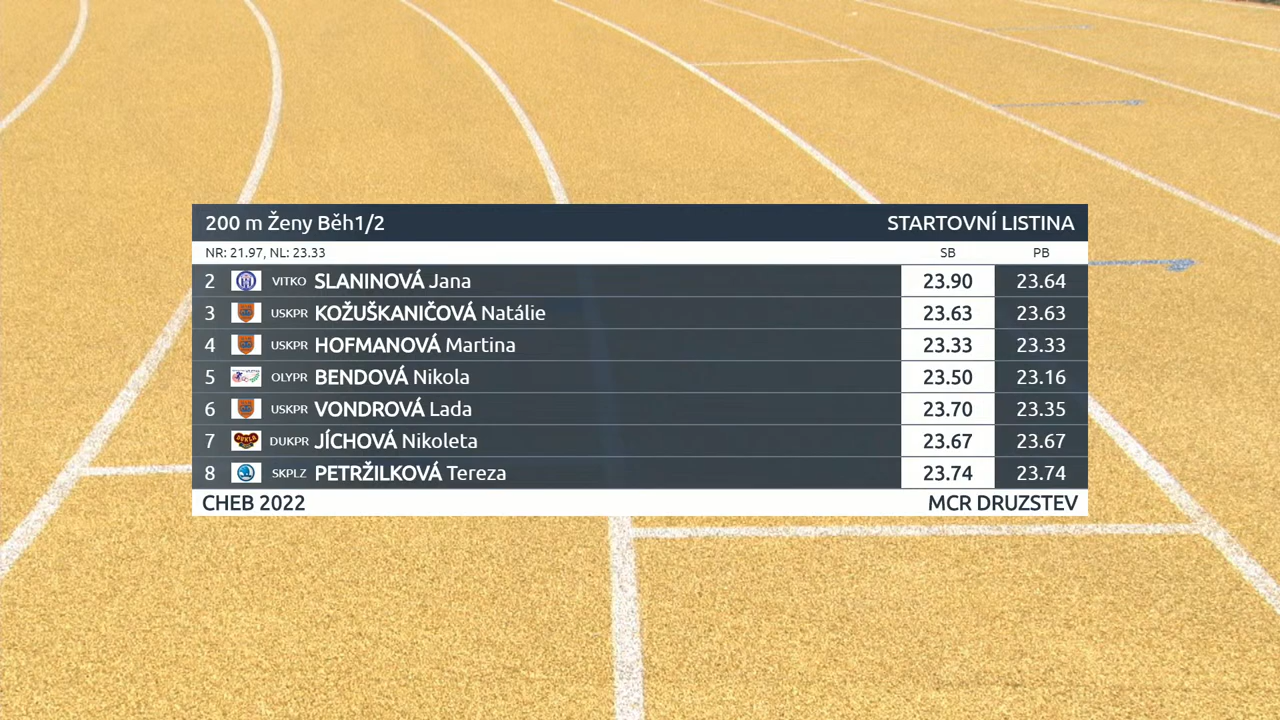 200 m Ženy Běh1/2 STARTOVNÍ LISTINA
NR: 21.97, NL: 23.33 SB PB
2 VITKO SLANINOVÁ Jana 23.90 23.64
3 USKPR KOŽUŠKANIČOVÁ Natálie 23.63 23.63
4 USKPR HOFMANOVÁ Martina 23.33 23.33
5 OLYPR BENDOVÁ Nikola 23.50 23.16
6 USKPR VONDROVÁ Lada 23.70 23.35
7 DUKPR JÍCHOVÁ Nikoleta 23.67 23.67
8 SKPLZ PETRŽILKOVÁ Tereza 23.74 23.74
CHEB 2022 MCR DRUZSTEV